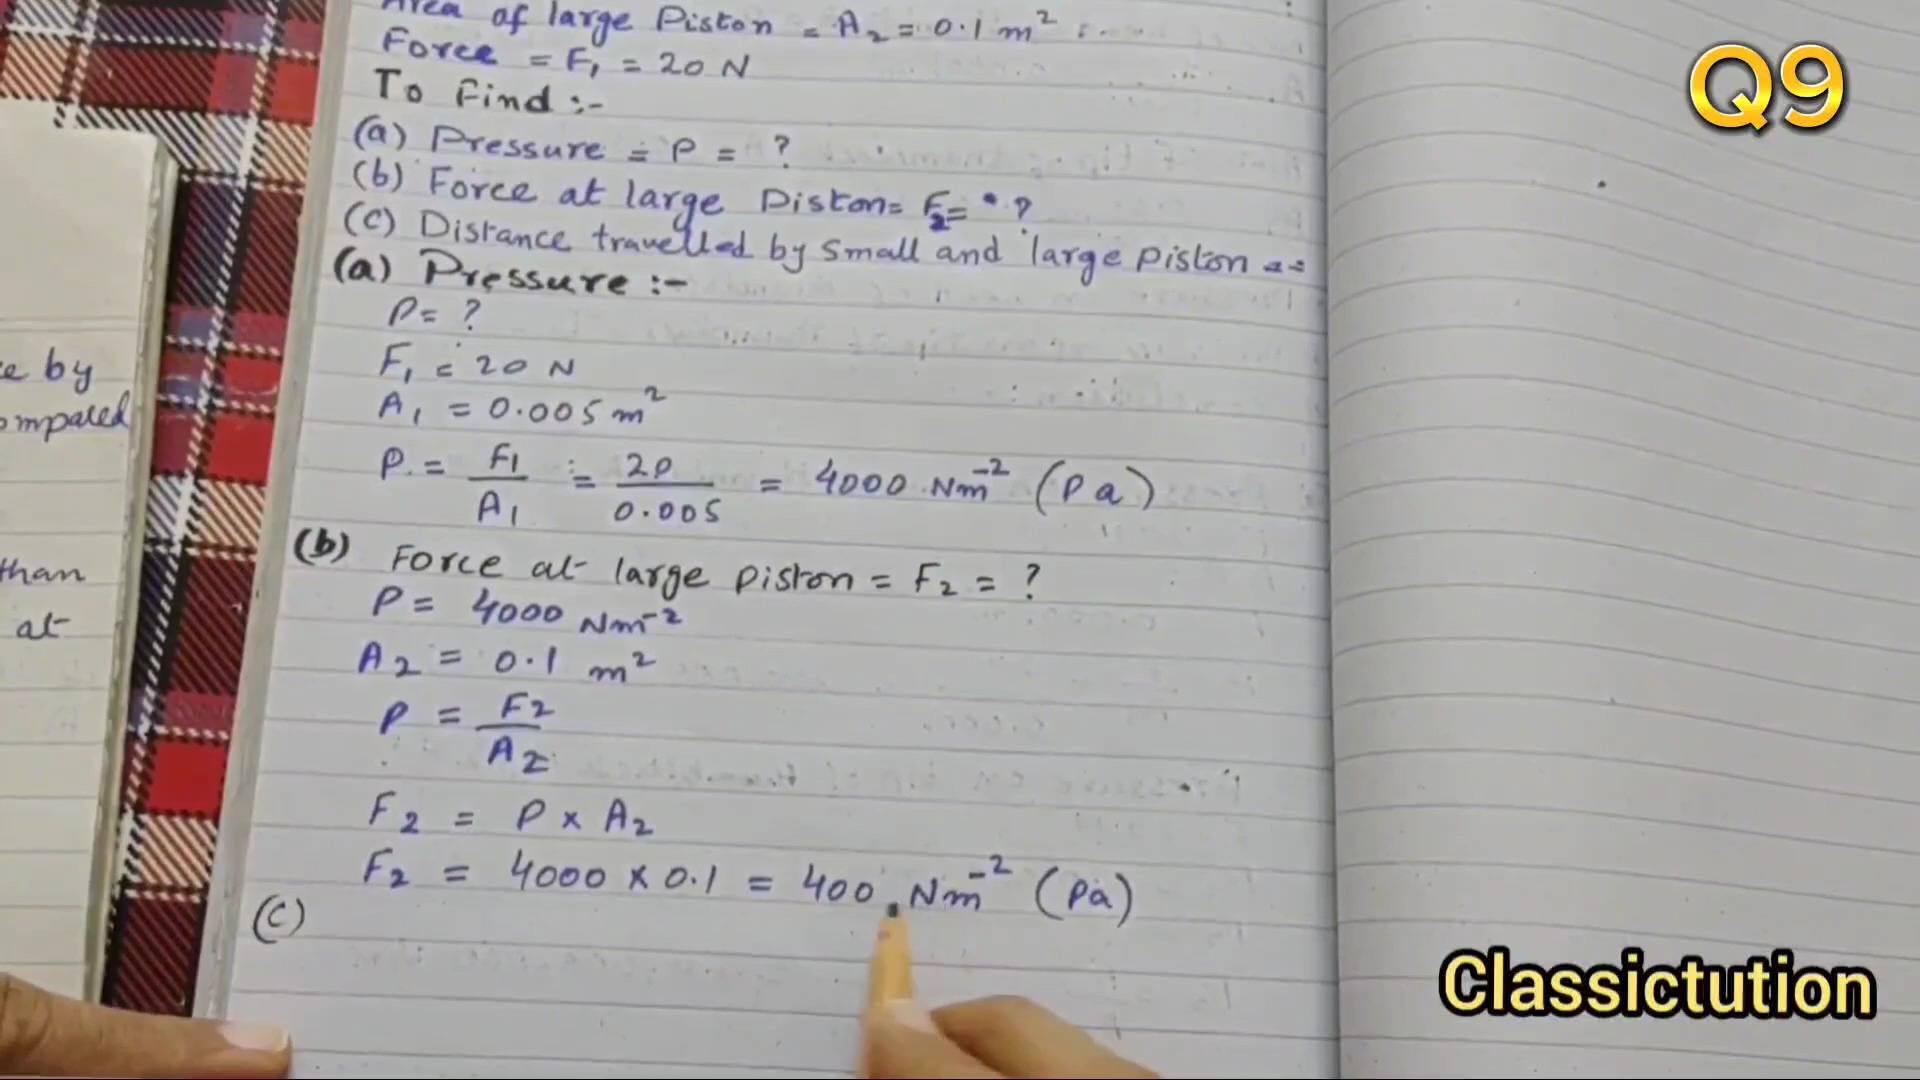 Area of large Piston = A₂ = 0.1 m²
Force = F₁ = 20 N
To Find :-
(a) Pressure = P = ?
(b) Force at large Piston = F₂ = ?
(c) Distance travelled by small and large piston =
(a) Pressure :-
P = ?
F₁ = 20 N
A₁ = 0.005 m²
P = F₁/A₁ = 20/0.005 = 4000 Nm⁻² (Pa)
(b) Force at large piston = F₂ = ?
P = 4000 Nm⁻²
A₂ = 0.1 m²
P = F₂/A₂
F₂ = P × A₂
F₂ = 4000 × 0.1 = 400 Nm⁻² (Pa)
(C)
e by
ompared
than
at
Q9
Classictution